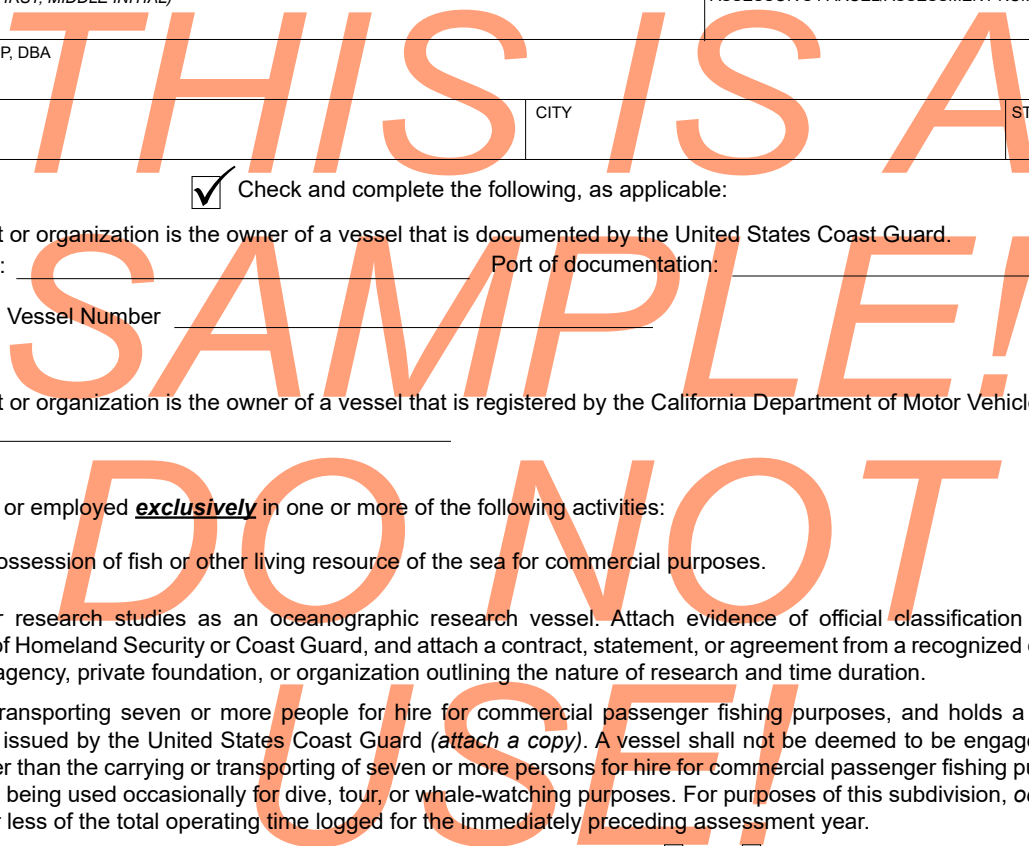 FIRST, MIDDLE INITIAL)
P, DBA
CITY
ST
Check and complete the following, as applicable:
t or organization is the owner of a vessel that is documented by the United States Coast Guard.
: Port of documentation:
Vessel Number
t or organization is the owner of a vessel that is registered by the California Department of Motor Vehicle
or employed exclusively in one or more of the following activities:
ossession of fish or other living resource of the sea for commercial purposes.
r research studies as an oceanographic research vessel. Attach evidence of official classification
of Homeland Security or Coast Guard, and attach a contract, statement, or agreement from a recognized
agency, private foundation, or organization outlining the nature of research and time duration.
ransporting seven or more people for hire for commercial passenger fishing purposes, and holds a
issued by the United States Coast Guard (attach a copy). A vessel shall not be deemed to be engage
er than the carrying or transporting of seven or more persons for hire for commercial passenger fishing pu
being used occasionally for dive, tour, or whale-watching purposes. For purposes of this subdivision, oc
r less of the total operating time logged for the immediately preceding assessment year.
THIS IS A
SAMPLE!
DO NOT
USE!